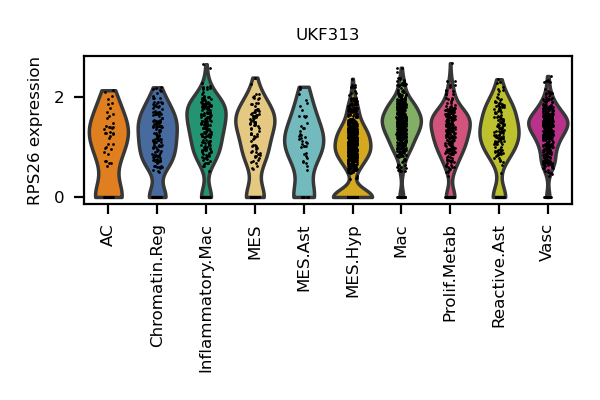 UKF313
RPS26 expression
2
0
AC
Chromatin.Reg
Inflammatory.Mac
MES
MES.Ast
MES.Hyp
Mac
Prolif.Metab
Reactive.Ast
Vasc